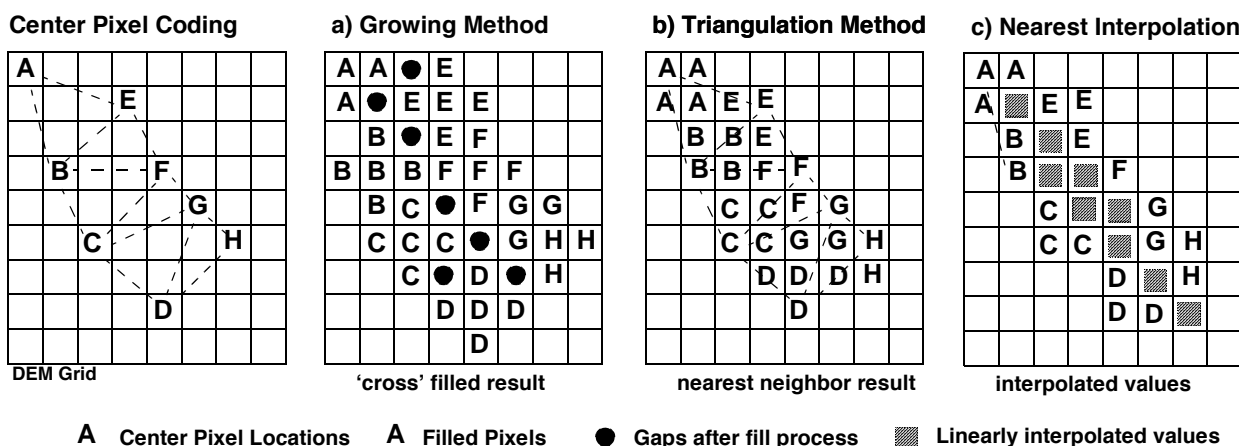 Center Pixel Coding a) Growing Method b) Triangulation Method c) Nearest Interpolation
A
E
B F
G
C H
D
DEM Grid
A A E
A E E E
B E F
B B B F F F
B C F G G
C C C G H H
C D H
D D D
D
'cross' filled result
A A
A A E E
B B E
B B F F
C C F G
C C G G H
D D D H
D
nearest neighbor result
A A
A E E
B E
B F
C G
C C G H
D H
D D
interpolated values
A Center Pixel Locations A Filled Pixels Gaps after fill process Linearly interpolated values